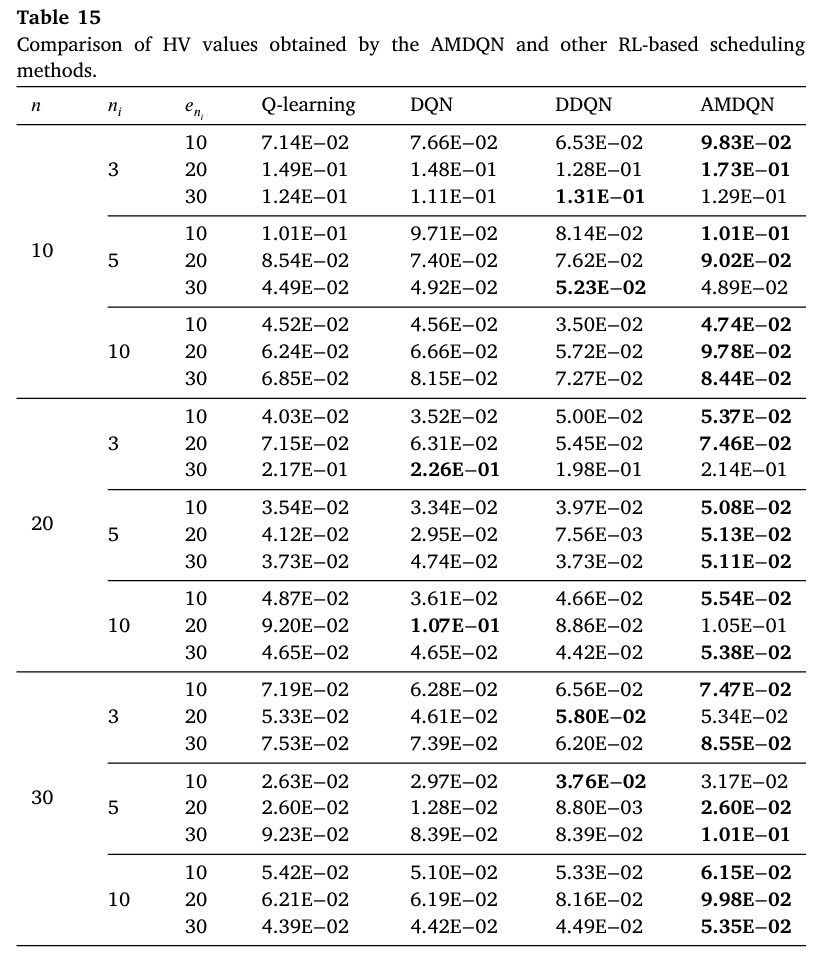 Table 15
Comparison of HV values obtained by the AMDQN and other RL-based scheduling
methods.
n nᵢ eₙᵢ Q-learning DQN DDQN AMDQN
10 7.14E−02 7.66E−02 6.53E−02 9.83E−02
3 20 1.49E−01 1.48E−01 1.28E−01 1.73E−01
30 1.24E−01 1.11E−01 1.31E−01 1.29E−01
10 1.01E−01 9.71E−02 8.14E−02 1.01E−01
10 5 20 8.54E−02 7.40E−02 7.62E−02 9.02E−02
30 4.49E−02 4.92E−02 5.23E−02 4.89E−02
10 4.52E−02 4.56E−02 3.50E−02 4.74E−02
10 20 6.24E−02 6.66E−02 5.72E−02 9.78E−02
30 6.85E−02 8.15E−02 7.27E−02 8.44E−02
10 4.03E−02 3.52E−02 5.00E−02 5.37E−02
3 20 7.15E−02 6.31E−02 5.45E−02 7.46E−02
30 2.17E−01 2.26E−01 1.98E−01 2.14E−01
10 3.54E−02 3.34E−02 3.97E−02 5.08E−02
20 5 20 4.12E−02 2.95E−02 7.56E−03 5.13E−02
30 3.73E−02 4.74E−02 3.73E−02 5.11E−02
10 4.87E−02 3.61E−02 4.66E−02 5.54E−02
10 20 9.20E−02 1.07E−01 8.86E−02 1.05E−01
30 4.65E−02 4.65E−02 4.42E−02 5.38E−02
10 7.19E−02 6.28E−02 6.56E−02 7.47E−02
3 20 5.33E−02 4.61E−02 5.80E−02 5.34E−02
30 7.53E−02 7.39E−02 6.20E−02 8.55E−02
10 2.63E−02 2.97E−02 3.76E−02 3.17E−02
30 5 20 2.60E−02 1.28E−02 8.80E−03 2.60E−02
30 9.23E−02 8.39E−02 8.39E−02 1.01E−01
10 5.42E−02 5.10E−02 5.33E−02 6.15E−02
10 20 6.21E−02 6.19E−02 8.16E−02 9.98E−02
30 4.39E−02 4.42E−02 4.49E−02 5.35E−02